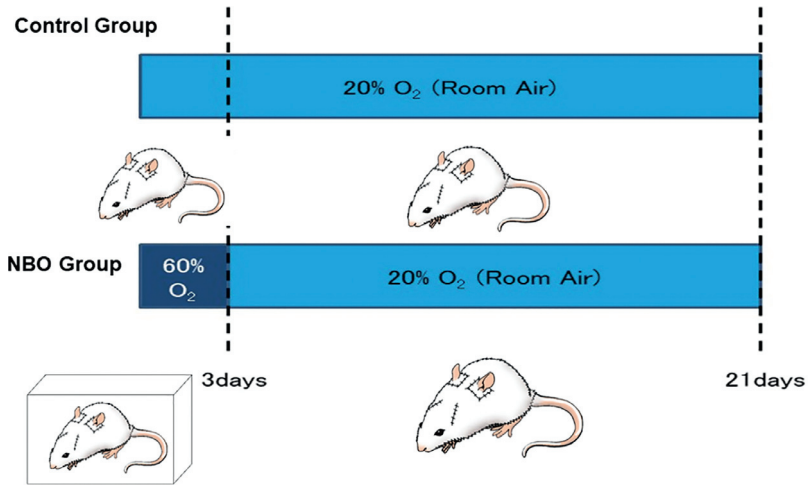 Control Group
20% O₂ (Room Air)
NBO Group
60%
O₂
20% O₂ (Room Air)
3days
21days